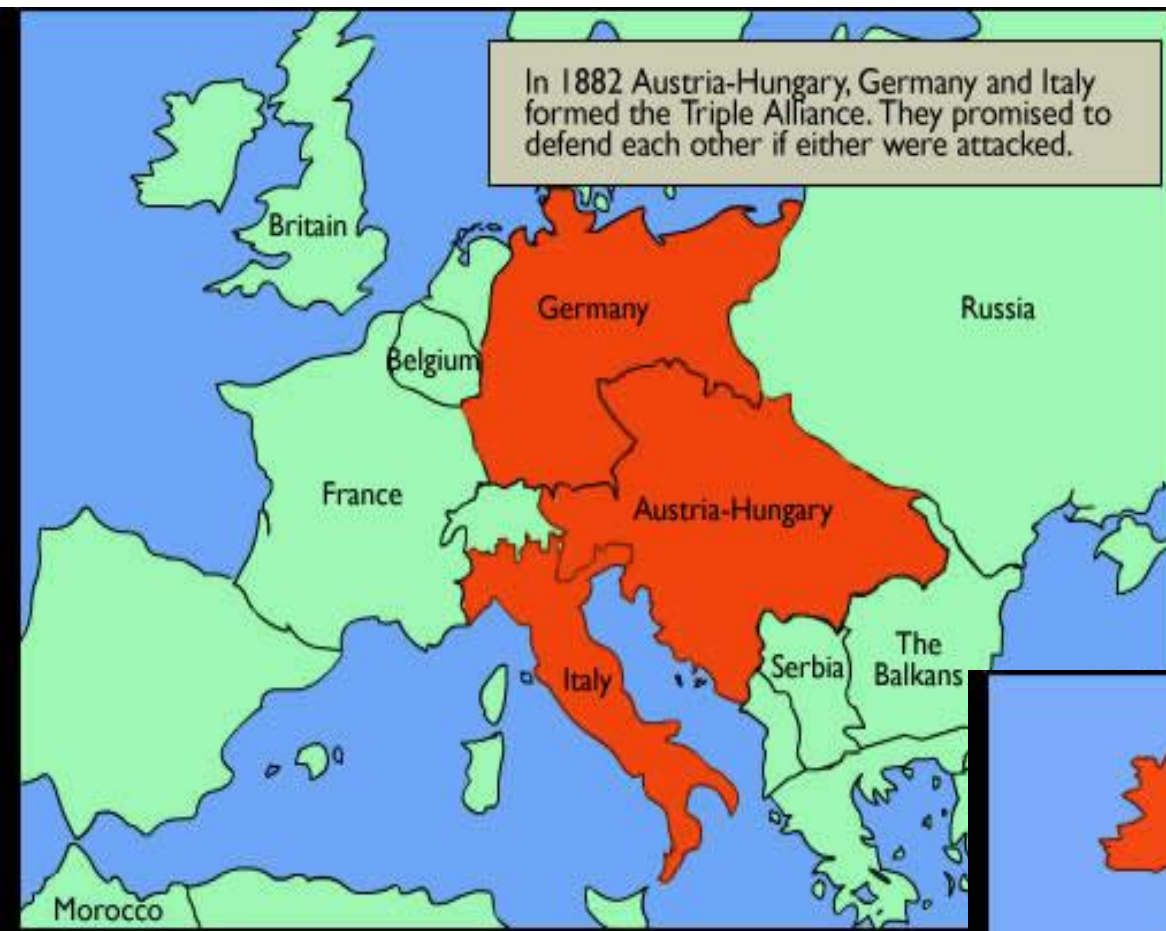 In 1882 Austria-Hungary, Germany and Italy
formed the Triple Alliance. They promised to
defend each other if either were attacked.
Britain
Germany
Russia
Belgium
France
Austria-Hungary
The
Balkans
Serbia
Italy
Morocco